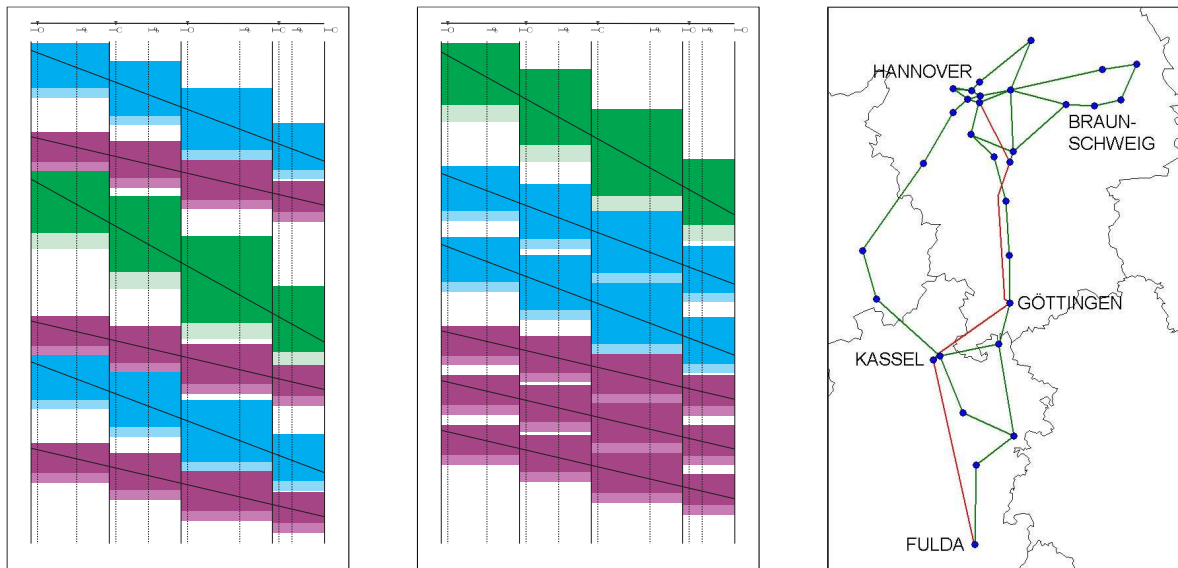 HANNOVER
BRAUN-
SCHWEIG
GÖTTINGEN
KASSEL
FULDA